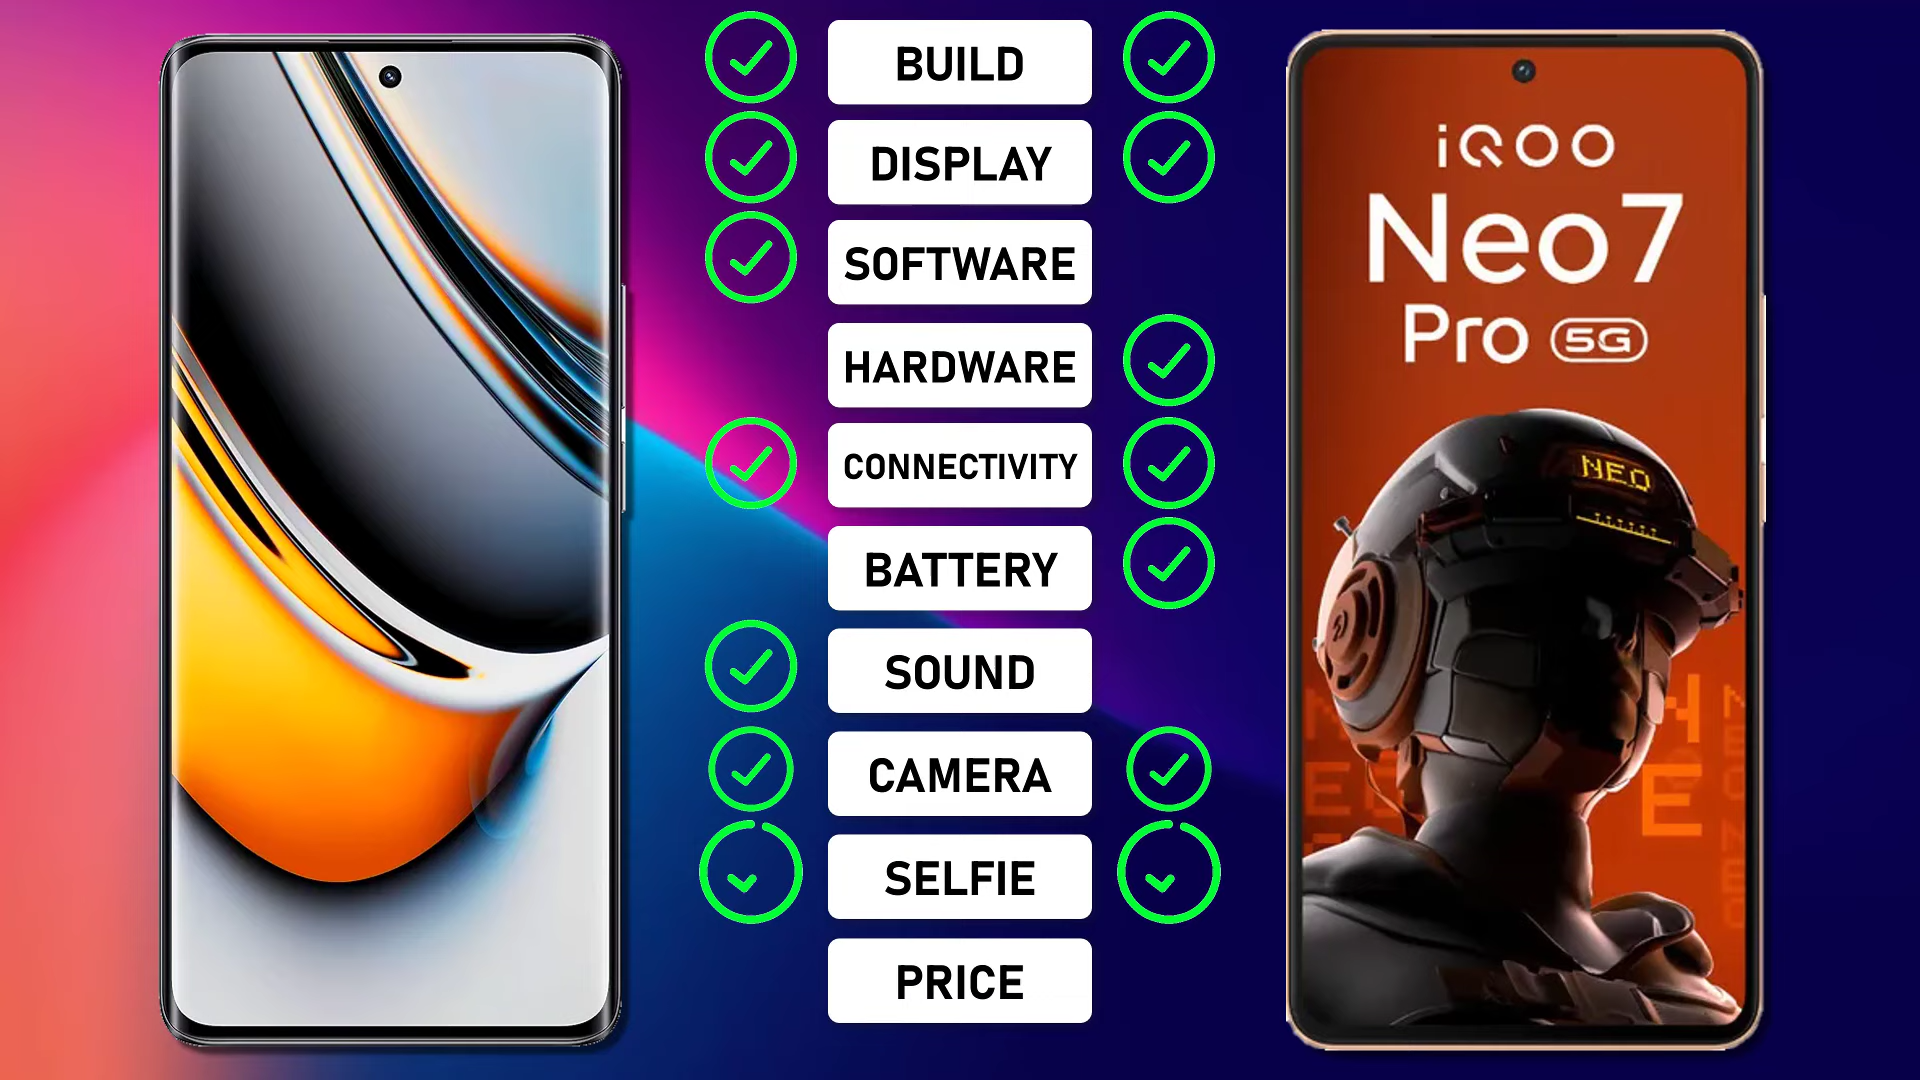 BUILD
DISPLAY
SOFTWARE
HARDWARE
CONNECTIVITY
BATTERY
SOUND
CAMERA
SELFIE
PRICE
iQOO
Neo7
Pro 5G
NEO